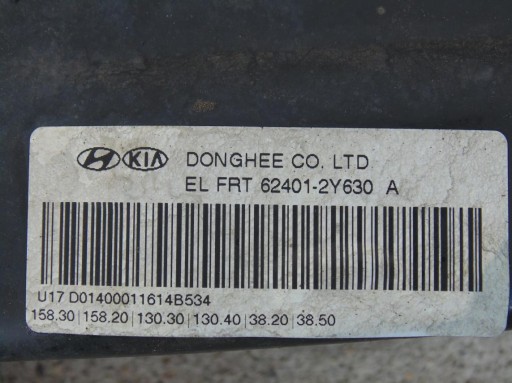 KIA DONGHEE CO. LTD
EL FRT 62401-2Y630 A
U17 D01400011614B534
158.30|158.20|130.30|130.40|38.20|38.50